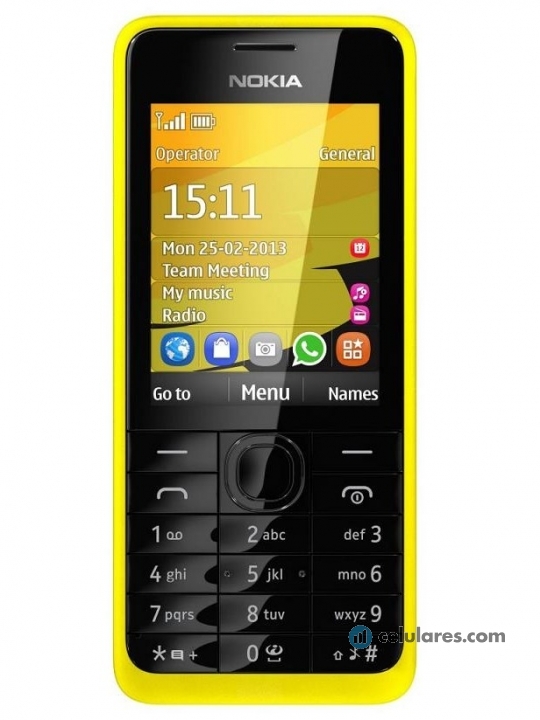 NOKIA
Operator General
15:11
Mon 25-02-2013 12
Team Meeting
My music
Radio
Go to Menu Names
1 2 abc def 3
4 ghi 5 jkl mno 6
7 pqrs 8 tuv wxyz 9
celulares.com
* + 0 #